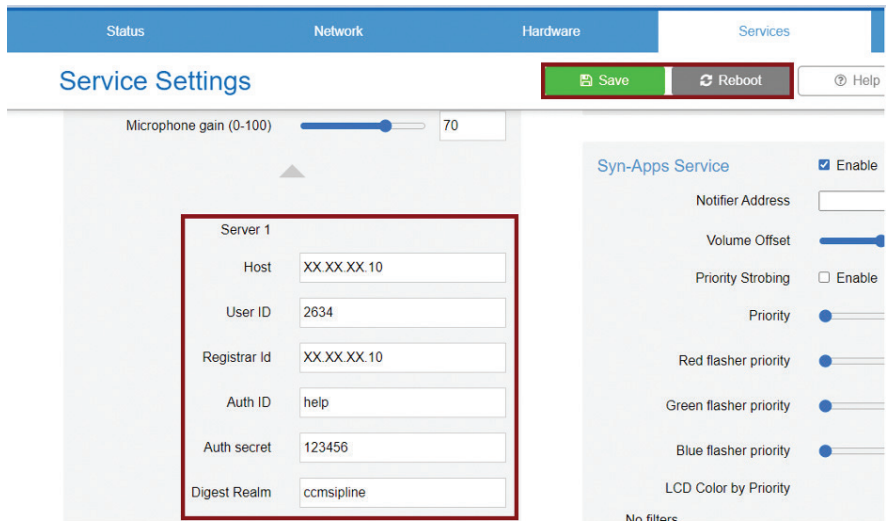 Status Network Hardware Services
Service Settings Save Reboot Help
Microphone gain (0-100) 70
Server 1
Host XX.XX.XX.10
User ID 2634
Registrar Id XX.XX.XX.10
Auth ID help
Auth secret 123456
Digest Realm ccmsipline
Syn-Apps Service Enable
Notifier Address
Volume Offset
Priority Strobing Enable
Priority
Red flasher priority
Green flasher priority
Blue flasher priority
LCD Color by Priority
No filters